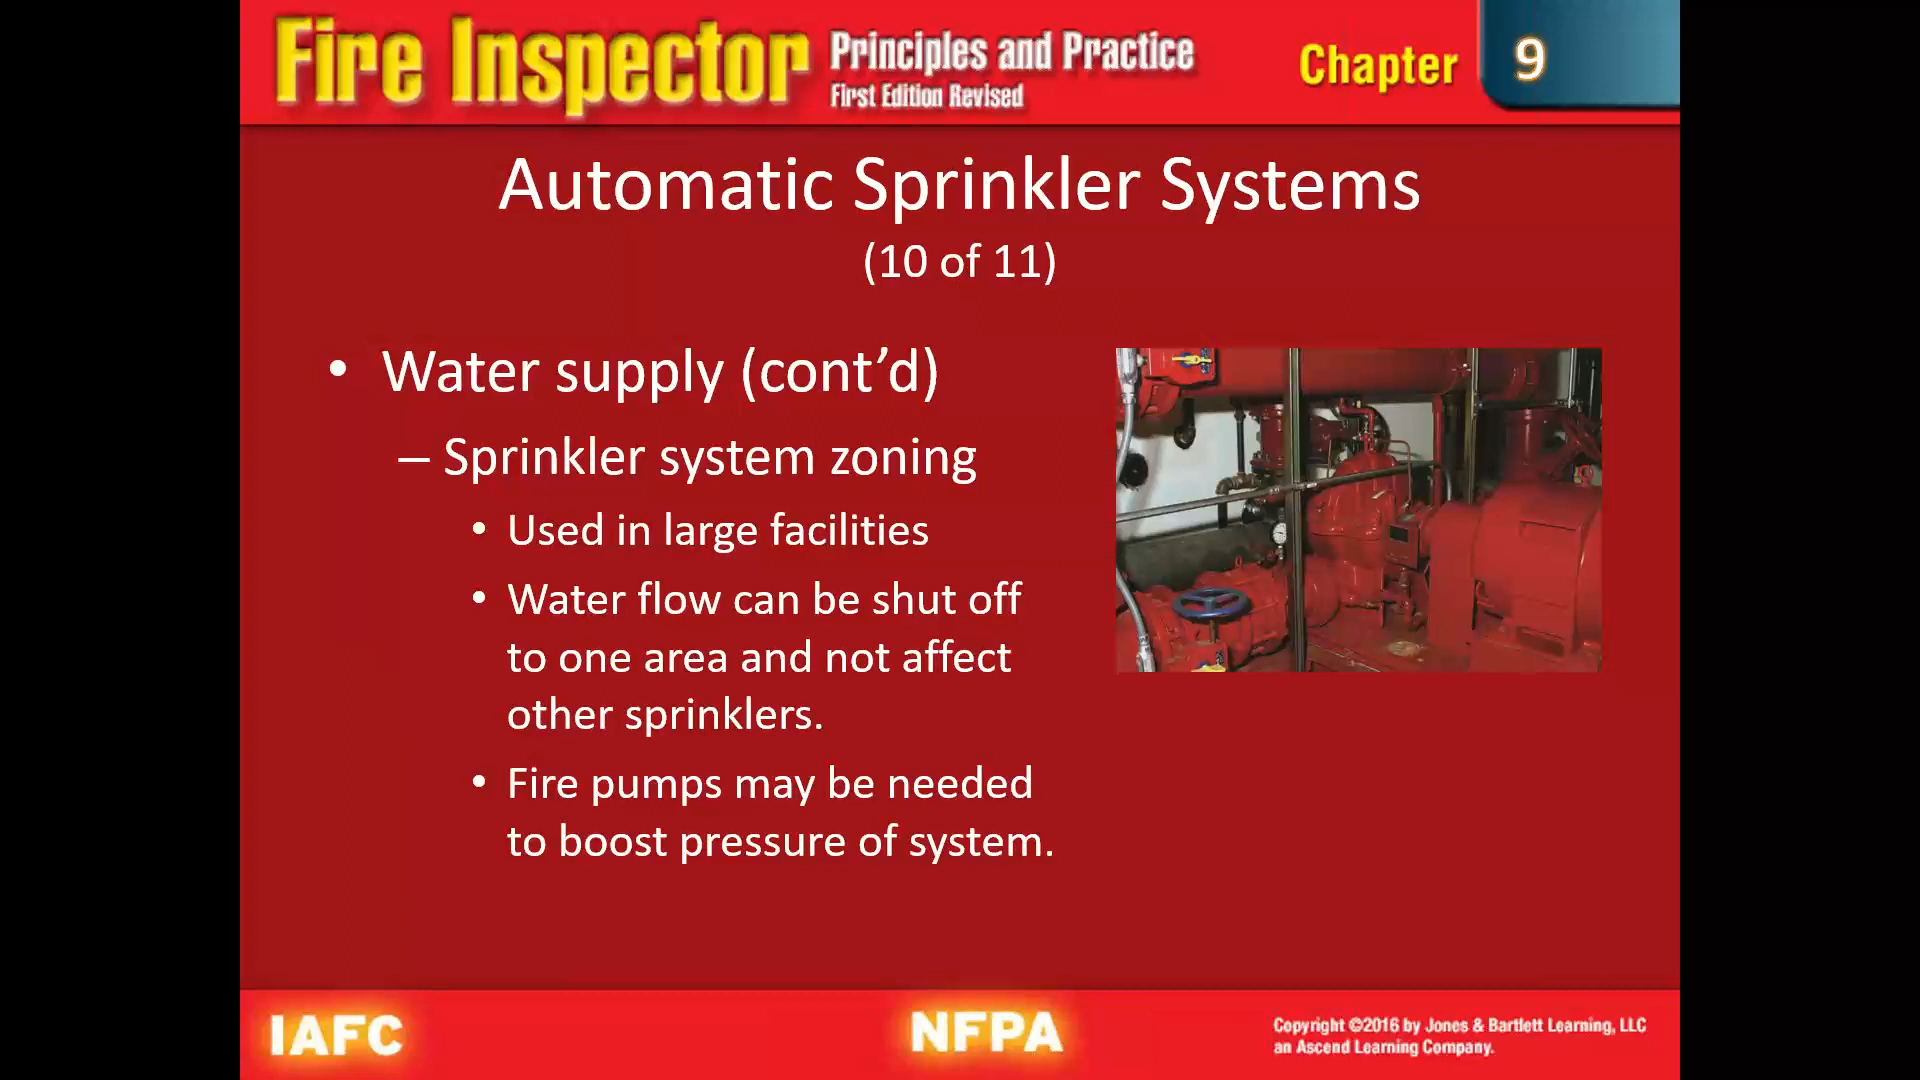 Fire Inspector Principles and Practice
First Edition Revised
Chapter 9
Automatic Sprinkler Systems
(10 of 11)
• Water supply (cont’d)
– Sprinkler system zoning
• Used in large facilities
• Water flow can be shut off
to one area and not affect
other sprinklers.
• Fire pumps may be needed
to boost pressure of system.
IAFC
NFPA
Copyright ©2016 by Jones & Bartlett Learning, LLC
an Ascend Learning Company.